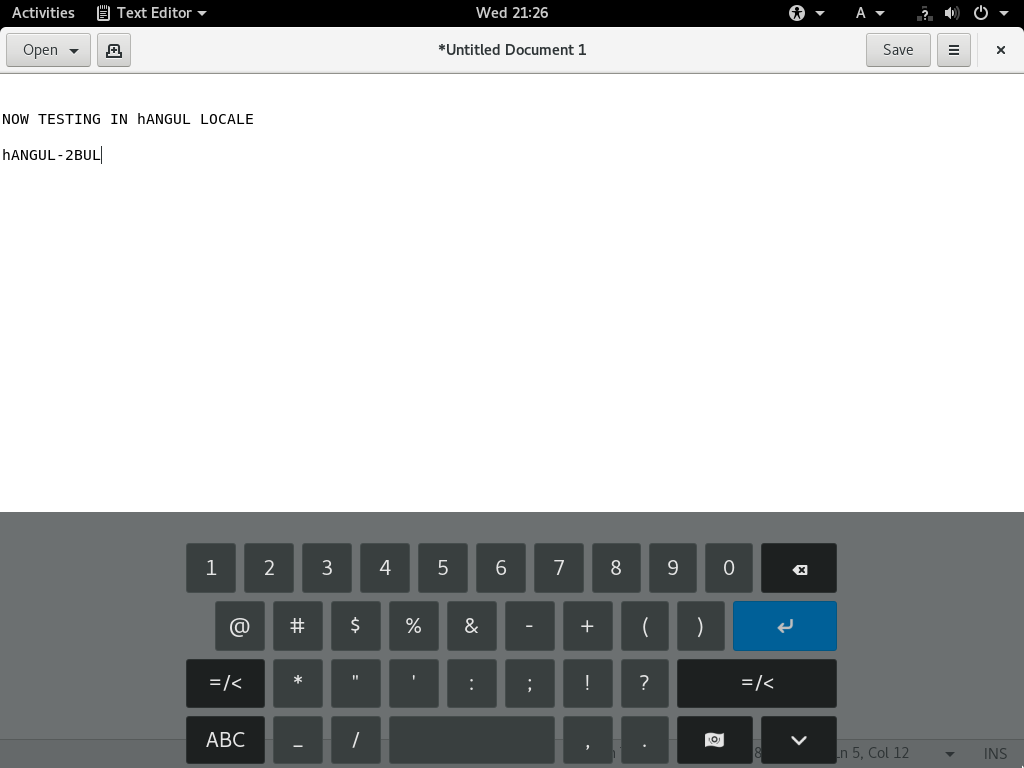 Activities Text Editor Wed 21:26 A
Open *Untitled Document 1 Save
NOW TESTING IN hANGUL LOCALE
hANGUL-2BUL
1 2 3 4 5 6 7 8 9 0
@ # $ % & - + ( )
=/< * " ' : ; ! ? =/<
ABC _ / , .
Ln 5, Col 12 INS